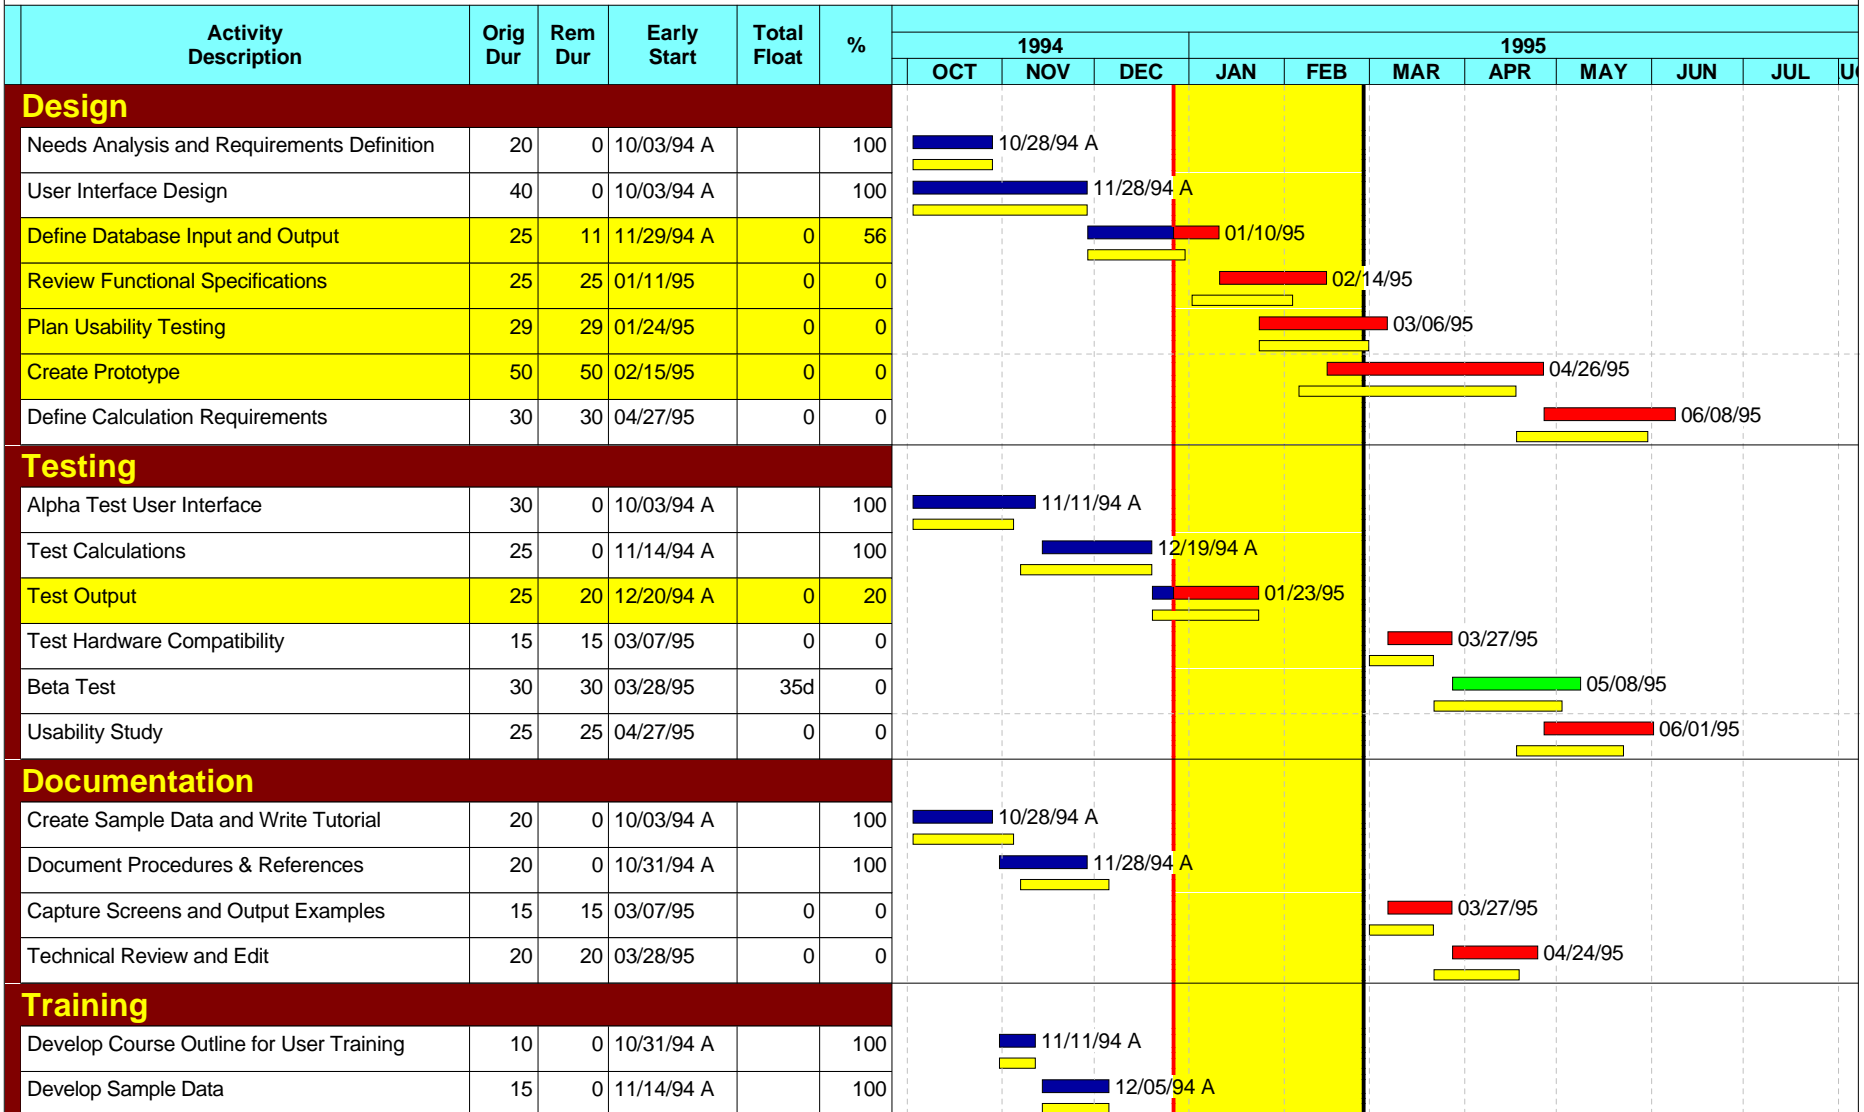 Activity Description Orig Dur Rem Dur Early Start Total Float %
1994 1995
OCT NOV DEC JAN FEB MAR APR MAY JUN JUL
Design
Needs Analysis and Requirements Definition 20 0 10/03/94 A 100 10/28/94 A
User Interface Design 40 0 10/03/94 A 100 11/28/94 A
Define Database Input and Output 25 11 11/29/94 A 0 56 01/10/95
Review Functional Specifications 25 25 01/11/95 0 0 02/14/95
Plan Usability Testing 29 29 01/24/95 0 0 03/06/95
Create Prototype 50 50 02/15/95 0 0 04/26/95
Define Calculation Requirements 30 30 04/27/95 0 0 06/08/95
Testing
Alpha Test User Interface 30 0 10/03/94 A 100 11/11/94 A
Test Calculations 25 0 11/14/94 A 100 12/19/94 A
Test Output 25 20 12/20/94 A 0 20 01/23/95
Test Hardware Compatibility 15 15 03/07/95 0 0 03/27/95
Beta Test 30 30 03/28/95 35d 0 05/08/95
Usability Study 25 25 04/27/95 0 0 06/01/95
Documentation
Create Sample Data and Write Tutorial 20 0 10/03/94 A 100 10/28/94 A
Document Procedures & References 20 0 10/31/94 A 100 11/28/94 A
Capture Screens and Output Examples 15 15 03/07/95 0 0 03/27/95
Technical Review and Edit 20 20 03/28/95 0 0 04/24/95
Training
Develop Course Outline for User Training 10 0 10/31/94 A 100 11/11/94 A
Develop Sample Data 15 0 11/14/94 A 100 12/05/94 A